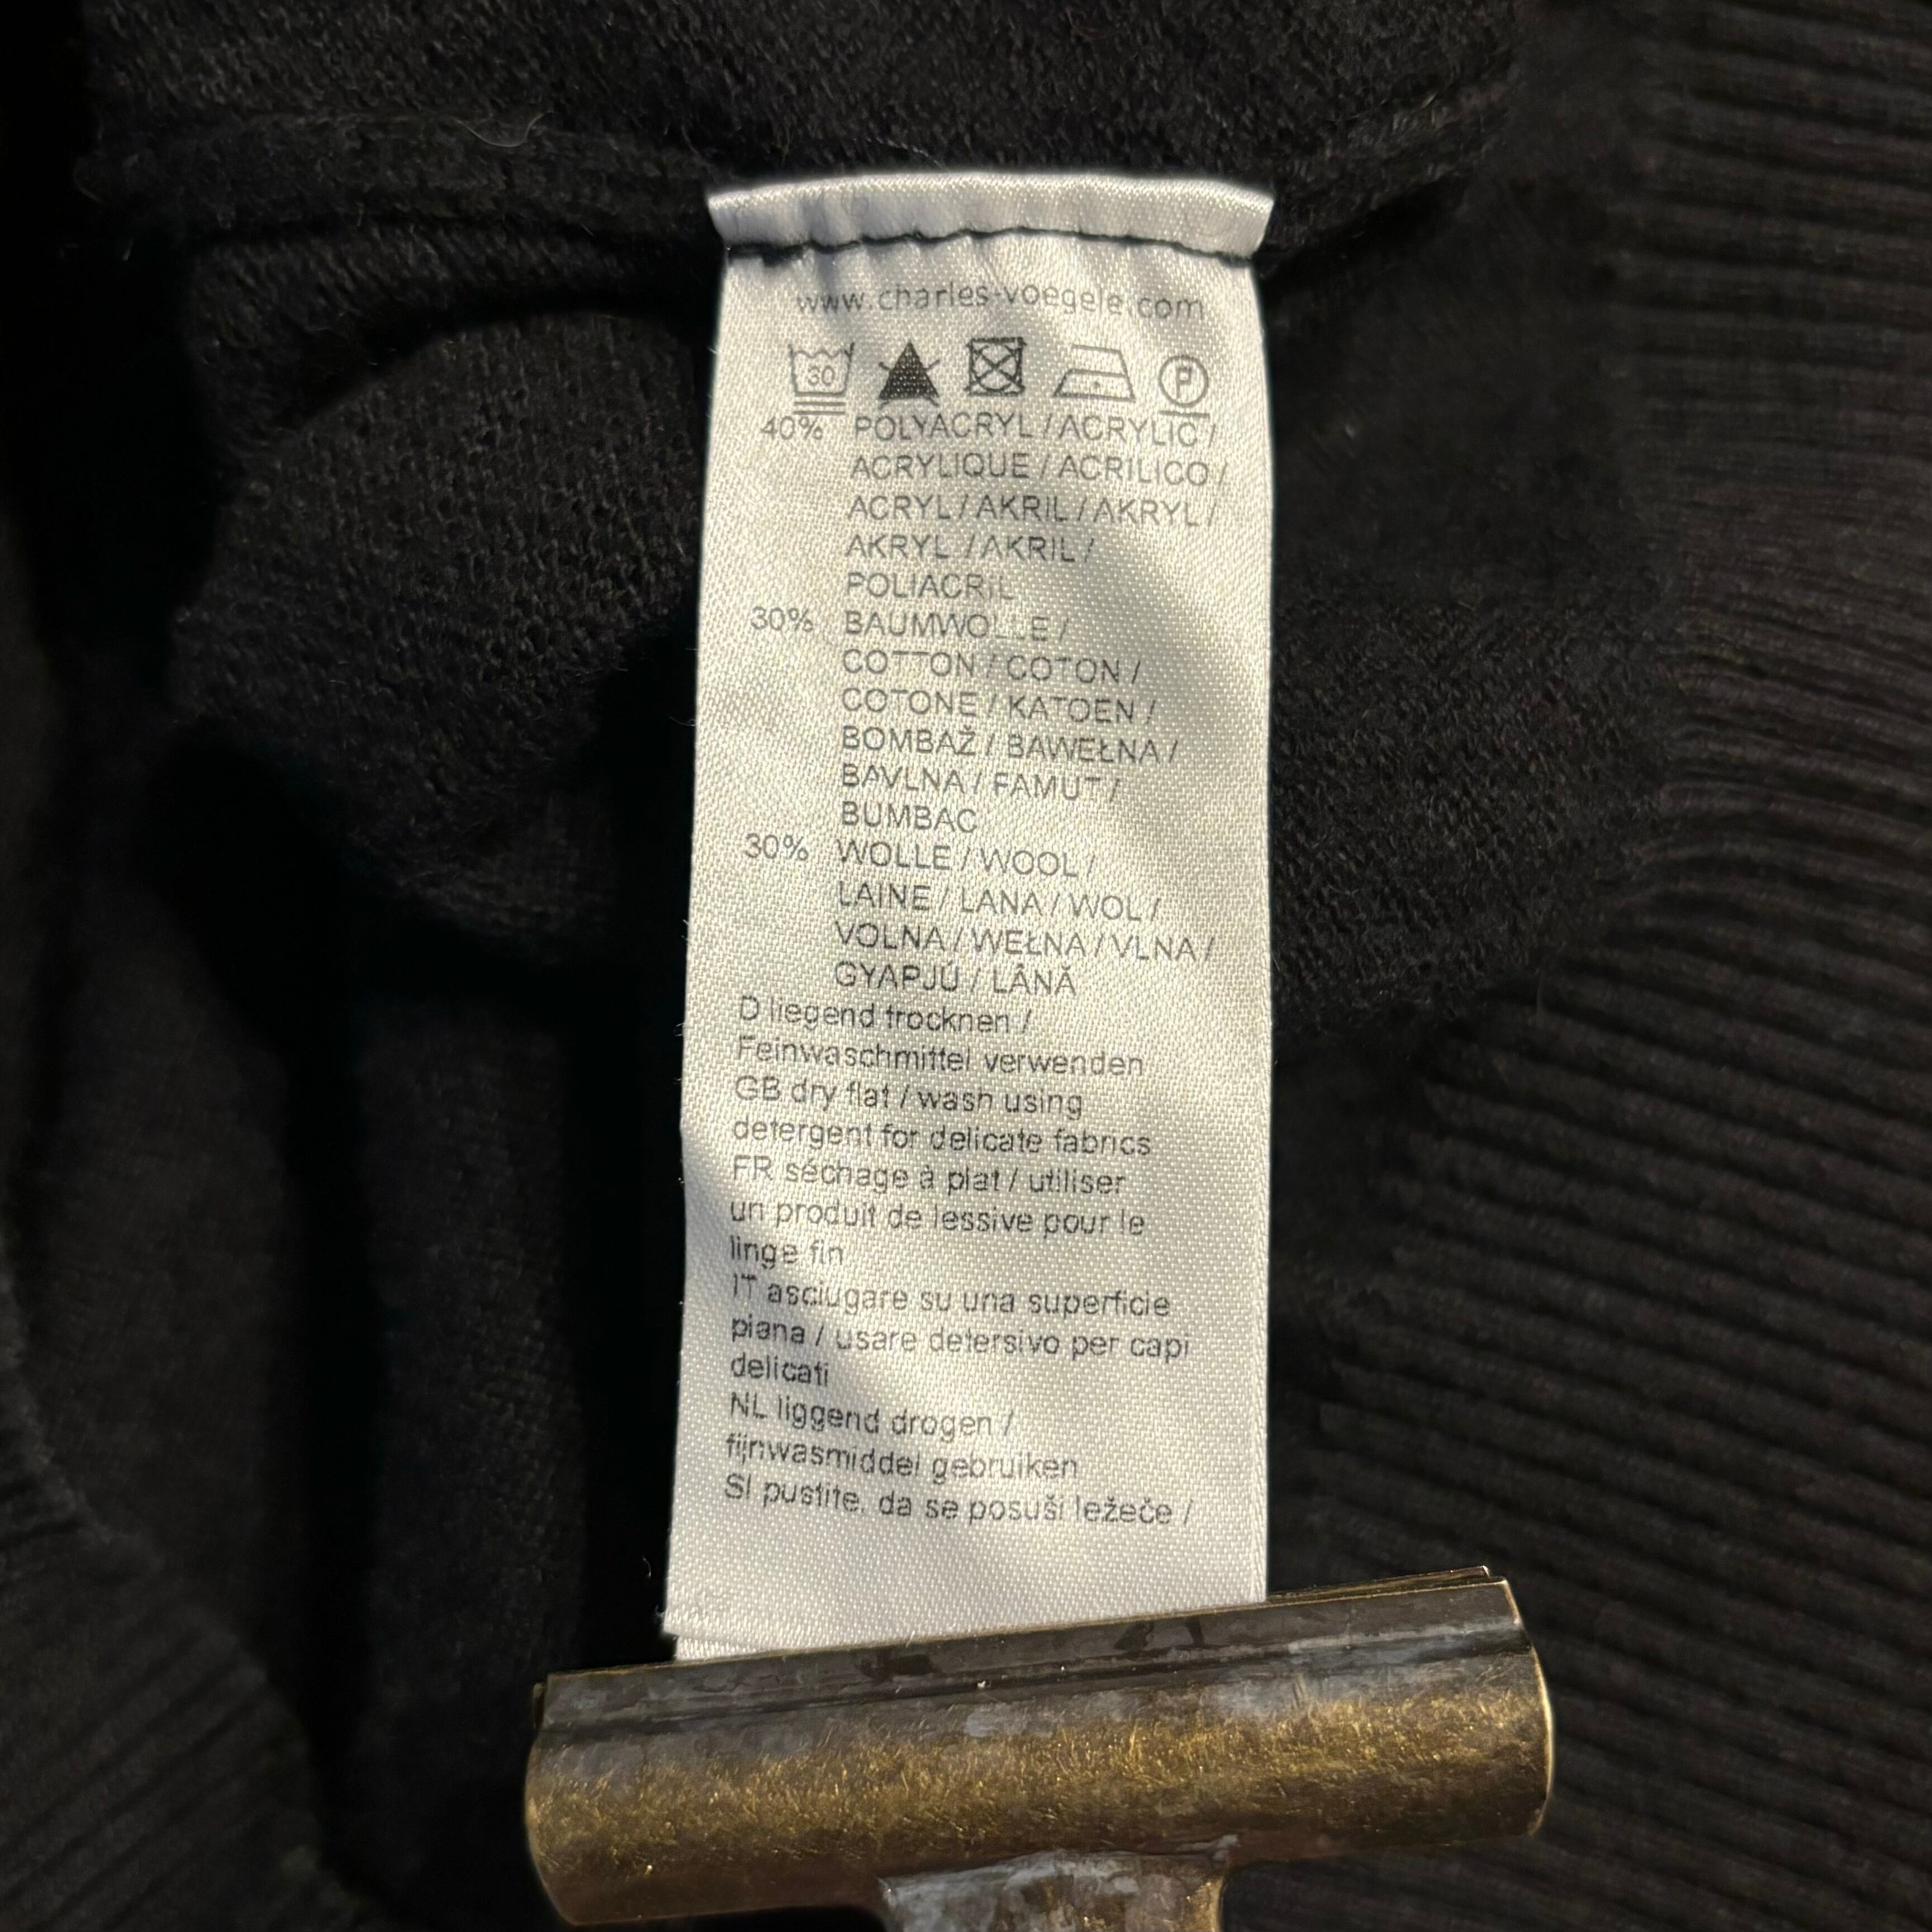 www.charles-voegele.com
30 P
40% POLYACRYL / ACRYLIC /
ACRYLIQUE / ACRILICO /
ACRYL / AKRIL / AKRYL /
AKRYL / AKRIL /
POLIACRIL
30% BAUMWOLLE /
COTTON / COTON /
COTONE / KATOEN /
BOMBAŽ / BAWEŁNA /
BAVLNA / FAMUT /
BUMBAC
30% WOLLE / WOOL /
LAINE / LANA / WOL /
VOLNA / WEŁNA / VLNA /
GYAPJÚ / LÂNĂ
D liegend trocknen /
Feinwaschmittel verwenden
GB dry flat / wash using
detergent for delicate fabrics
FR séchage à plat / utiliser
un produit de lessive pour le
linge fin
IT asciugare su una superficie
piana / usare detersivo per capi
delicati
NL liggend drogen /
fijnwasmiddel gebruiken
SI pustite, da se posuši ležeče /